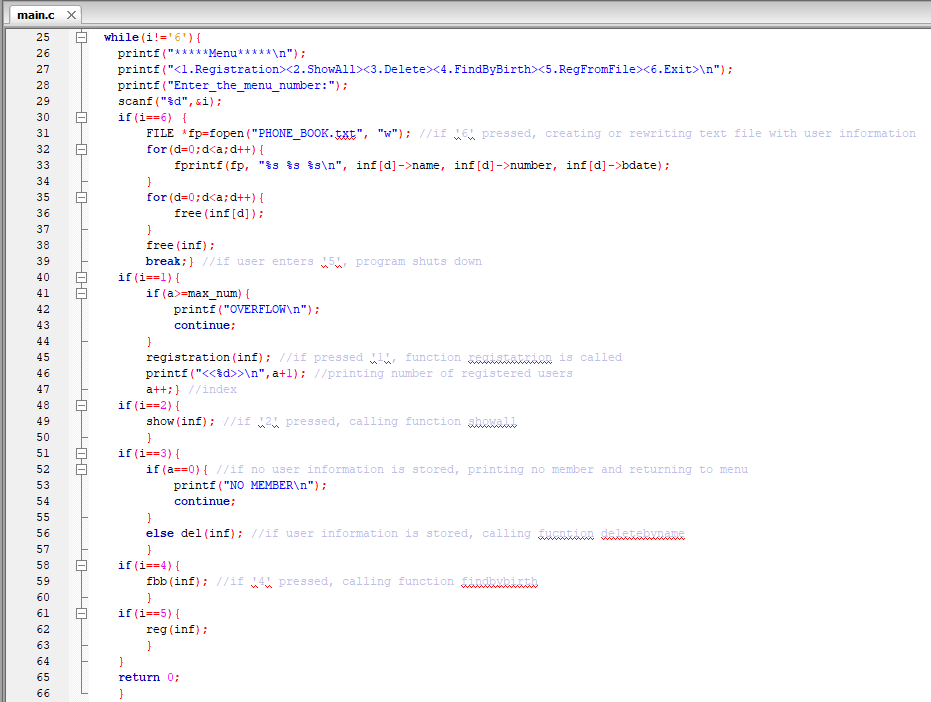 main.c
25 while(i!='6'){
26 printf("*****Menu*****\n");
27 printf("<1.Registration><2.ShowAll><3.Delete><4.FindByBirth><5.RegFromFile><6.Exit>\n");
28 printf("Enter_the_menu_number:");
29 scanf("%d",&i);
30 if(i==6) {
31 FILE *fp=fopen("PHONE_BOOK.txt", "w"); //if '6' pressed, creating or rewriting text file with user information
32 for(d=0;d<a;d++){
33 fprintf(fp, "%s %s %s\n", inf[d]->name, inf[d]->number, inf[d]->bdate);
34 }
35 for(d=0;d<a;d++){
36 free(inf[d]);
37 }
38 free(inf);
39 break;} //if user enters '5', program shuts down
40 if(i==1){
41 if(a>=max_num){
42 printf("OVERFLOW\n");
43 continue;
44 }
45 registration(inf); //if pressed '1', function registatrion is called
46 printf("<<%d>>\n",a+1); //printing number of registered users
47 a++;} //index
48 if(i==2){
49 show(inf); //if '2' pressed, calling function showall
50 }
51 if(i==3){
52 if(a==0){ //if no user information is stored, printing no member and returning to menu
53 printf("NO MEMBER\n");
54 continue;
55 }
56 else del(inf); //if user information is stored, calling fucntion deletebyname
57 }
58 if(i==4){
59 fbb(inf); //if '4' pressed, calling function findbybirth
60 }
61 if(i==5){
62 reg(inf);
63 }
64 }
65 return 0;
66 }